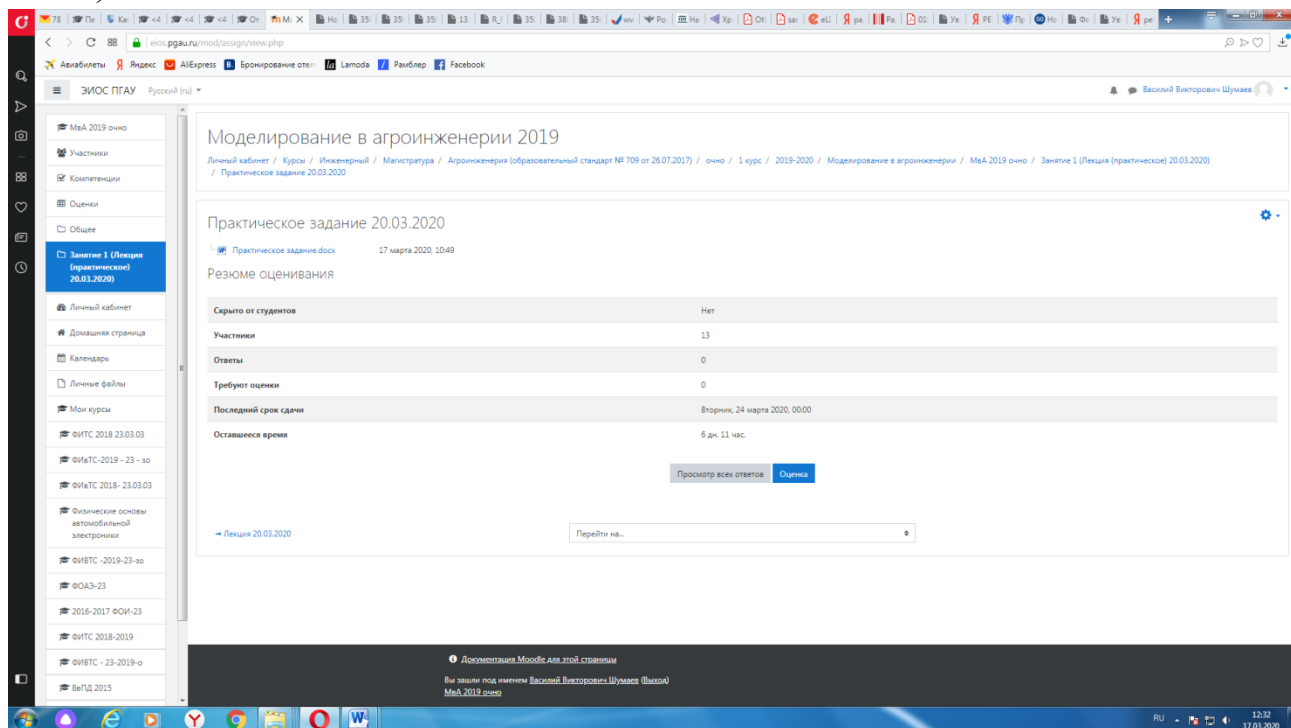 eios.pgau.ru/mod/assign/view.php
Авиабилеты Яндекс AliExpress Бронирование отел Lamoda Рамблер Facebook
ЭИОС ПГАУ Русский (ru)
Василий Викторович Шумаев
МвА 2019 очно
Участники
Компетенции
Оценки
Общее
Занятие 1 (Лекция
(практическое)
20.03.2020)
Личный кабинет
Домашняя страница
Календарь
Личные файлы
Мои курсы
ФИТС 2018 23.03.03
ФИвТС-2019 - 23 - зо
ФИвТС 2018- 23.03.03
Физические основы
автомобильной
электроники
ФИВТС -2019-23-зо
ФОАЭ-23
2016-2017 ФОИ-23
ФИТС 2018-2019
ФИВТС - 23-2019-о
ВвПД 2015
Моделирование в агроинженерии 2019
Личный кабинет / Курсы / Инженерный / Магистратура / Агроинженерия (образовательный стандарт № 709 от 26.07.2017) / очно / 1 курс / 2019-2020 / Моделирование в агроинженерии / МвА 2019 очно / Занятие 1 (Лекция (практическое) 20.03.2020)
/ Практическое задание 20.03.2020
Практическое задание 20.03.2020
Практическое задание.docx 17 марта 2020, 10:49
Резюме оценивания
Скрыто от студентов Нет
Участники 13
Ответы 0
Требуют оценки 0
Последний срок сдачи Вторник, 24 марта 2020, 00:00
Оставшееся время 6 дн. 11 час.
Просмотр всех ответов Оценка
→ Лекция 20.03.2020 Перейти на...
Документация Moodle для этой страницы
Вы зашли под именем Василий Викторович Шумаев (Выход)
МвА 2019 очно
RU 12:32
17.03.2020